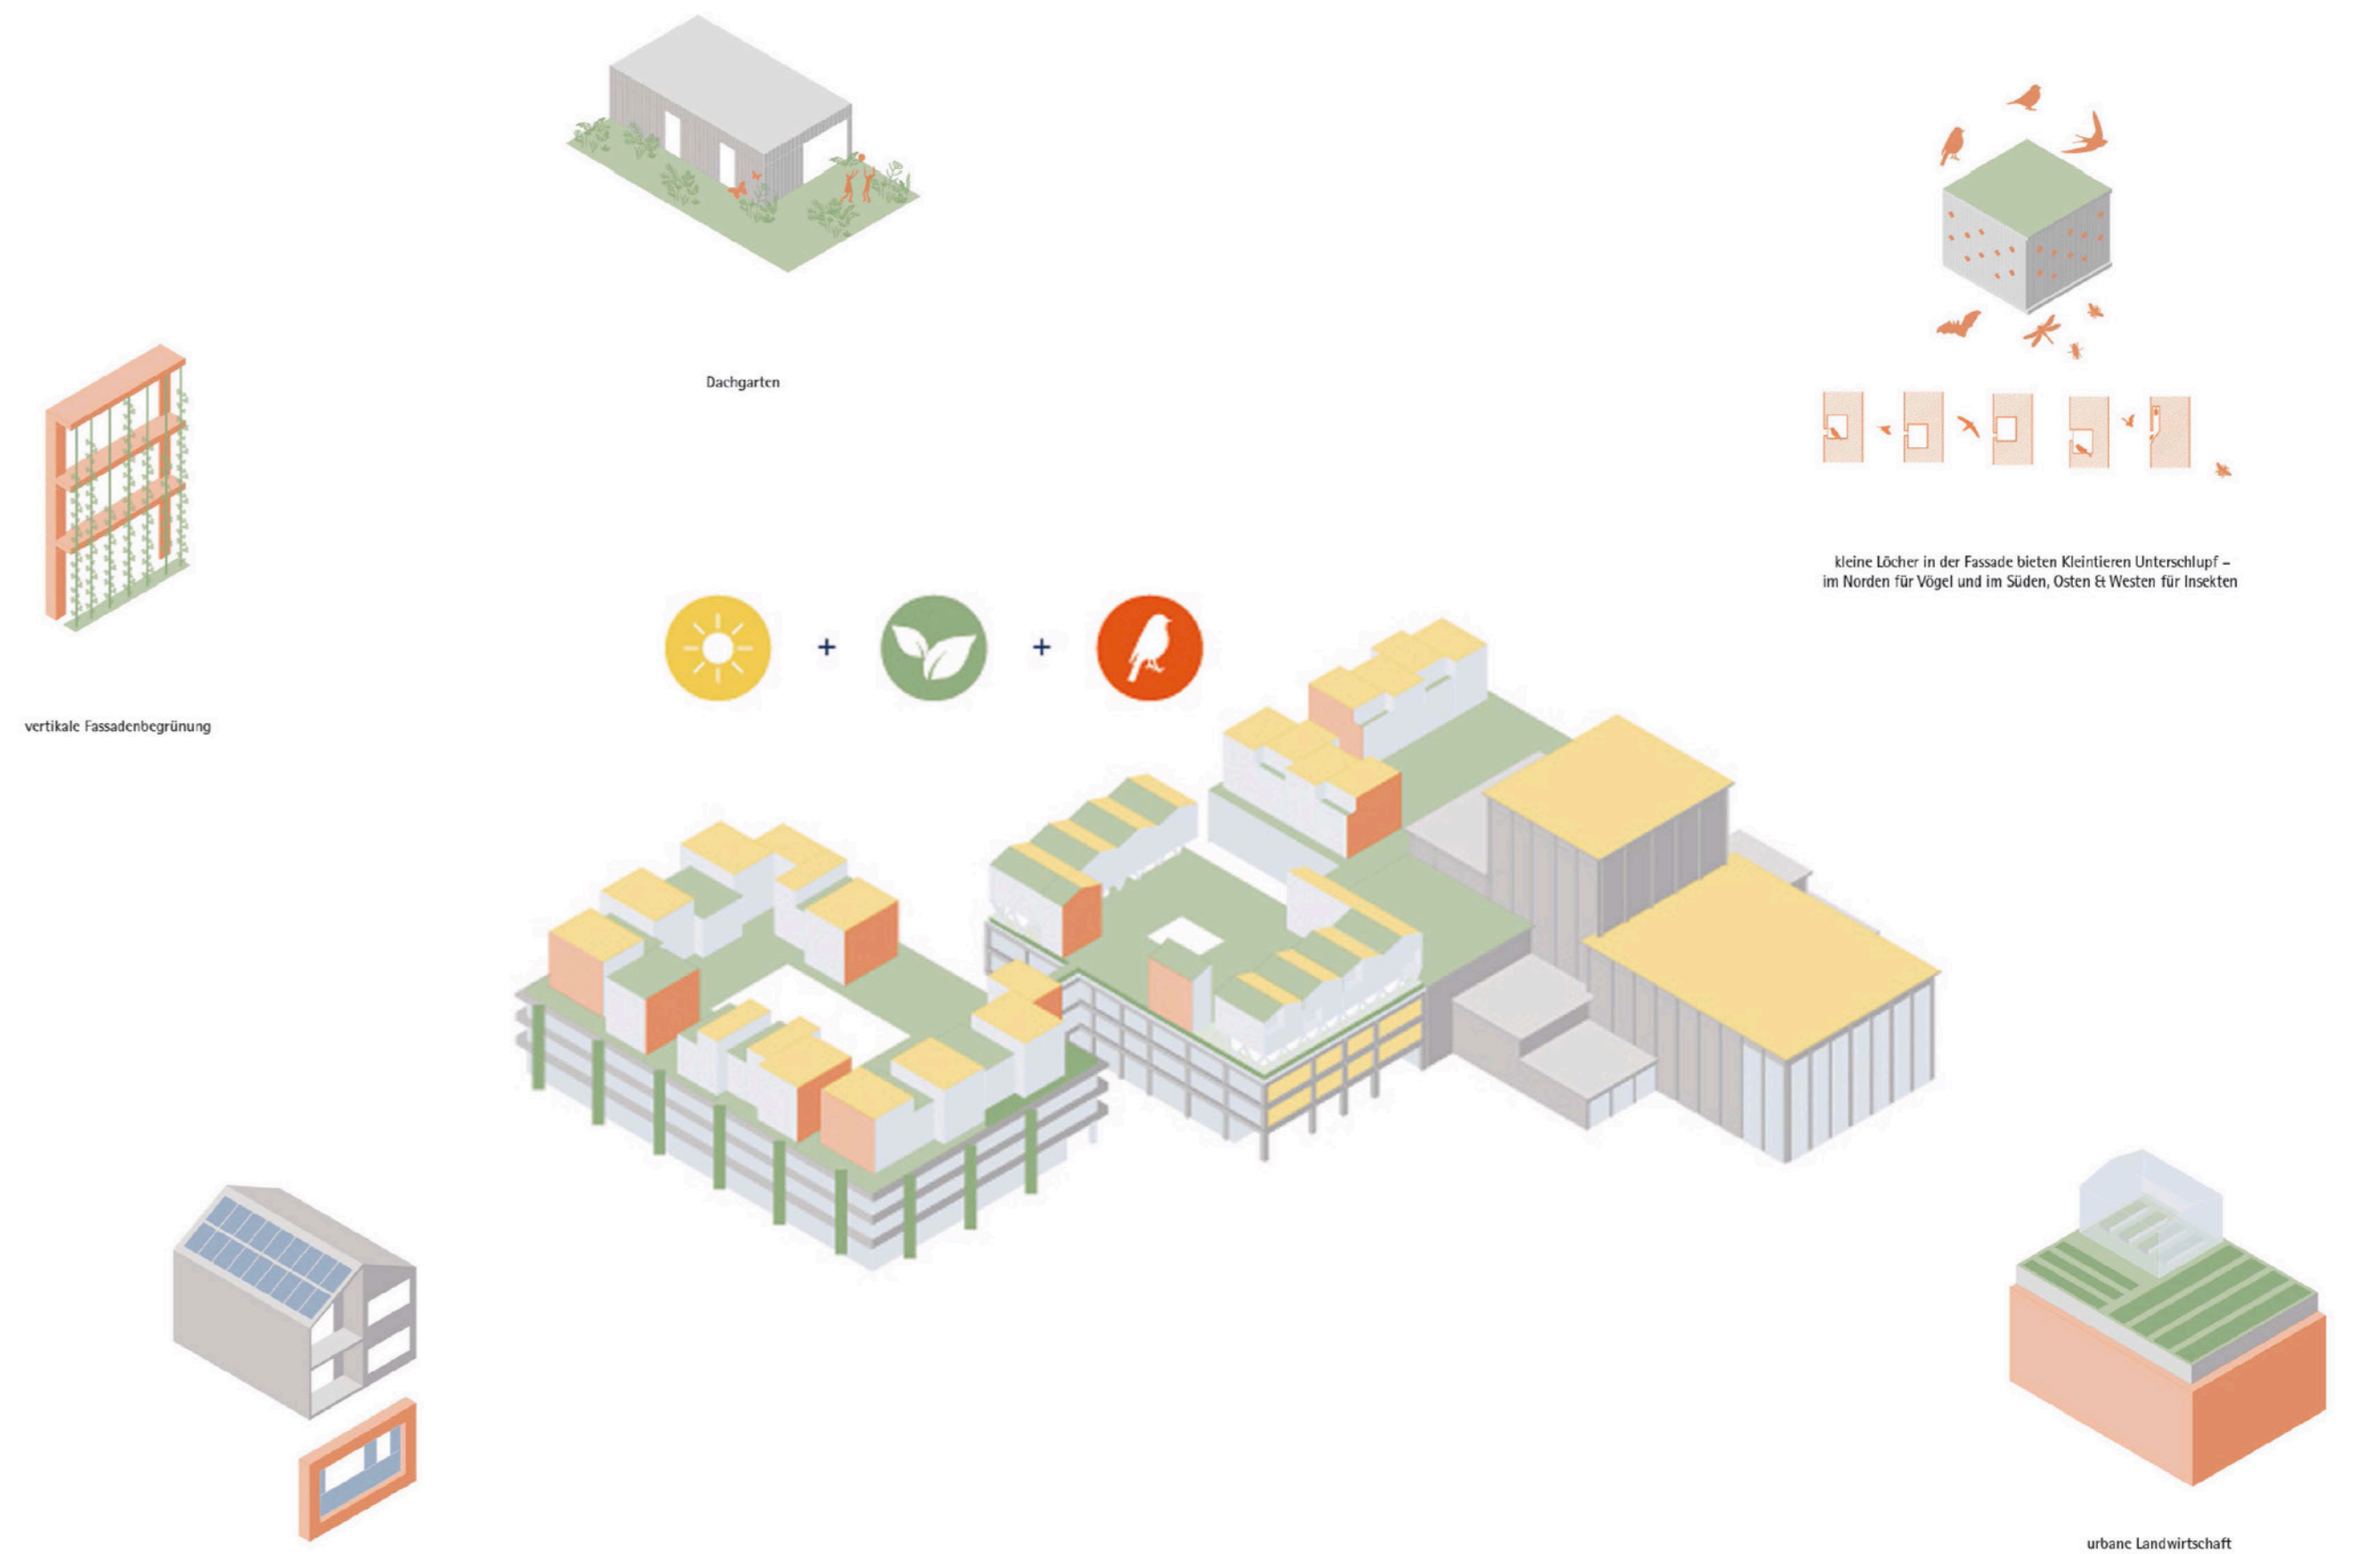 Dachgarten
kleine Löcher in der Fassade bieten Kleintieren Unterschlupf –
im Norden für Vögel und im Süden, Osten & Westen für Insekten
+
+
vertikale Fassadenbegrünung
urbane Landwirtschaft